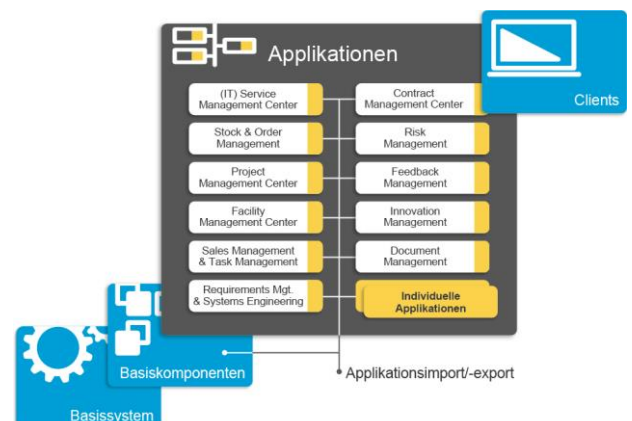 Applikationen
Clients
(IT) Service
Management Center
Contract
Management Center
Stock & Order
Management
Risk
Management
Project
Management Center
Feedback
Management
Facility
Management Center
Innovation
Management
Sales Management
& Task Management
Document
Management
Requirements Mgt.
& Systems Engineering
Individuelle
Applikationen
Basiskomponenten
Applikationsimport/-export
Basissystem